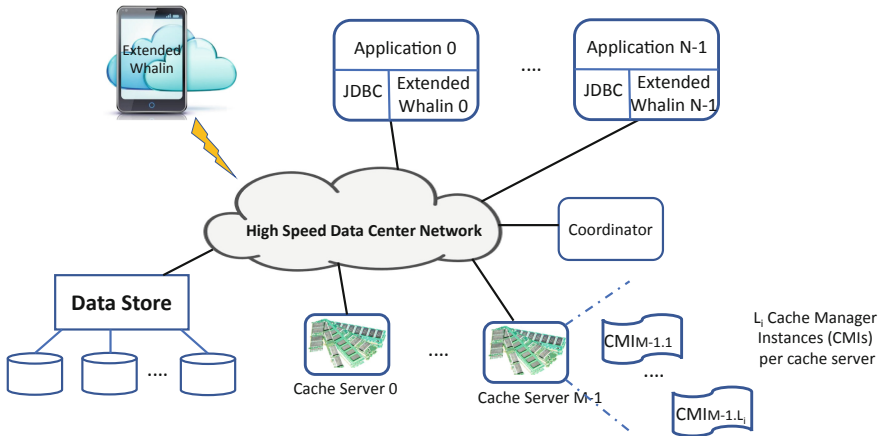 Extended
Whalin
Application 0
JDBC
Extended
Whalin 0
....
Application N-1
JDBC
Extended
Whalin N-1
High Speed Data Center Network
Coordinator
Data Store
....
Cache Server 0
....
Cache Server M-1
CMIM-1.1
....
CMIM-1.Li
Li Cache Manager
Instances (CMIs)
per cache server